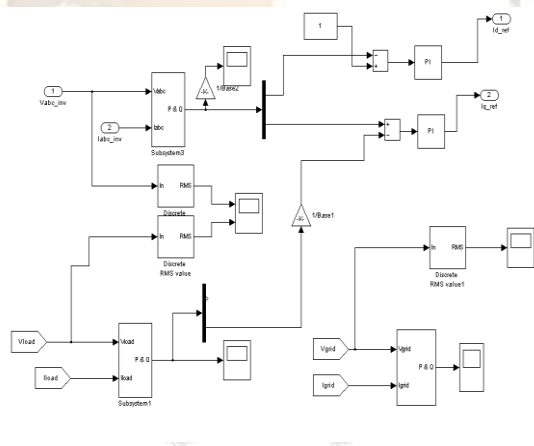 1
1
Id_ref
1
Vabc_inv
2
Iabc_inv
Vabc
Iabc
P & Q
Subsystem3
-K-
1/Base2
PI
2
Iq_ref
PI
In
RMS
Discrete
In
RMS
Discrete
RMS value
-K-
1/Base1
In
RMS
Discrete
RMS value1
Vload
Iload
Vload
Iload
P & Q
Subsystem1
Vgrid
Igrid
Vgrid
Igrid
P & Q